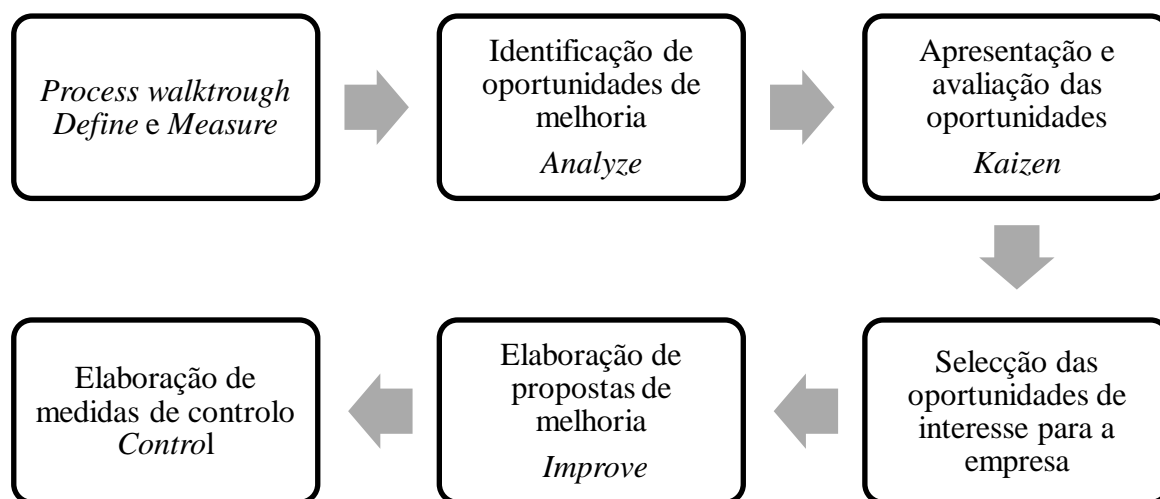 Process walktrough
Define e Measure
Identificação de
oportunidades de
melhoria
Analyze
Apresentação e
avaliação das
oportunidades
Kaizen
Selecção das
oportunidades de
interesse para a
empresa
Elaboração de
propostas de
melhoria
Improve
Elaboração de
medidas de controlo
Control